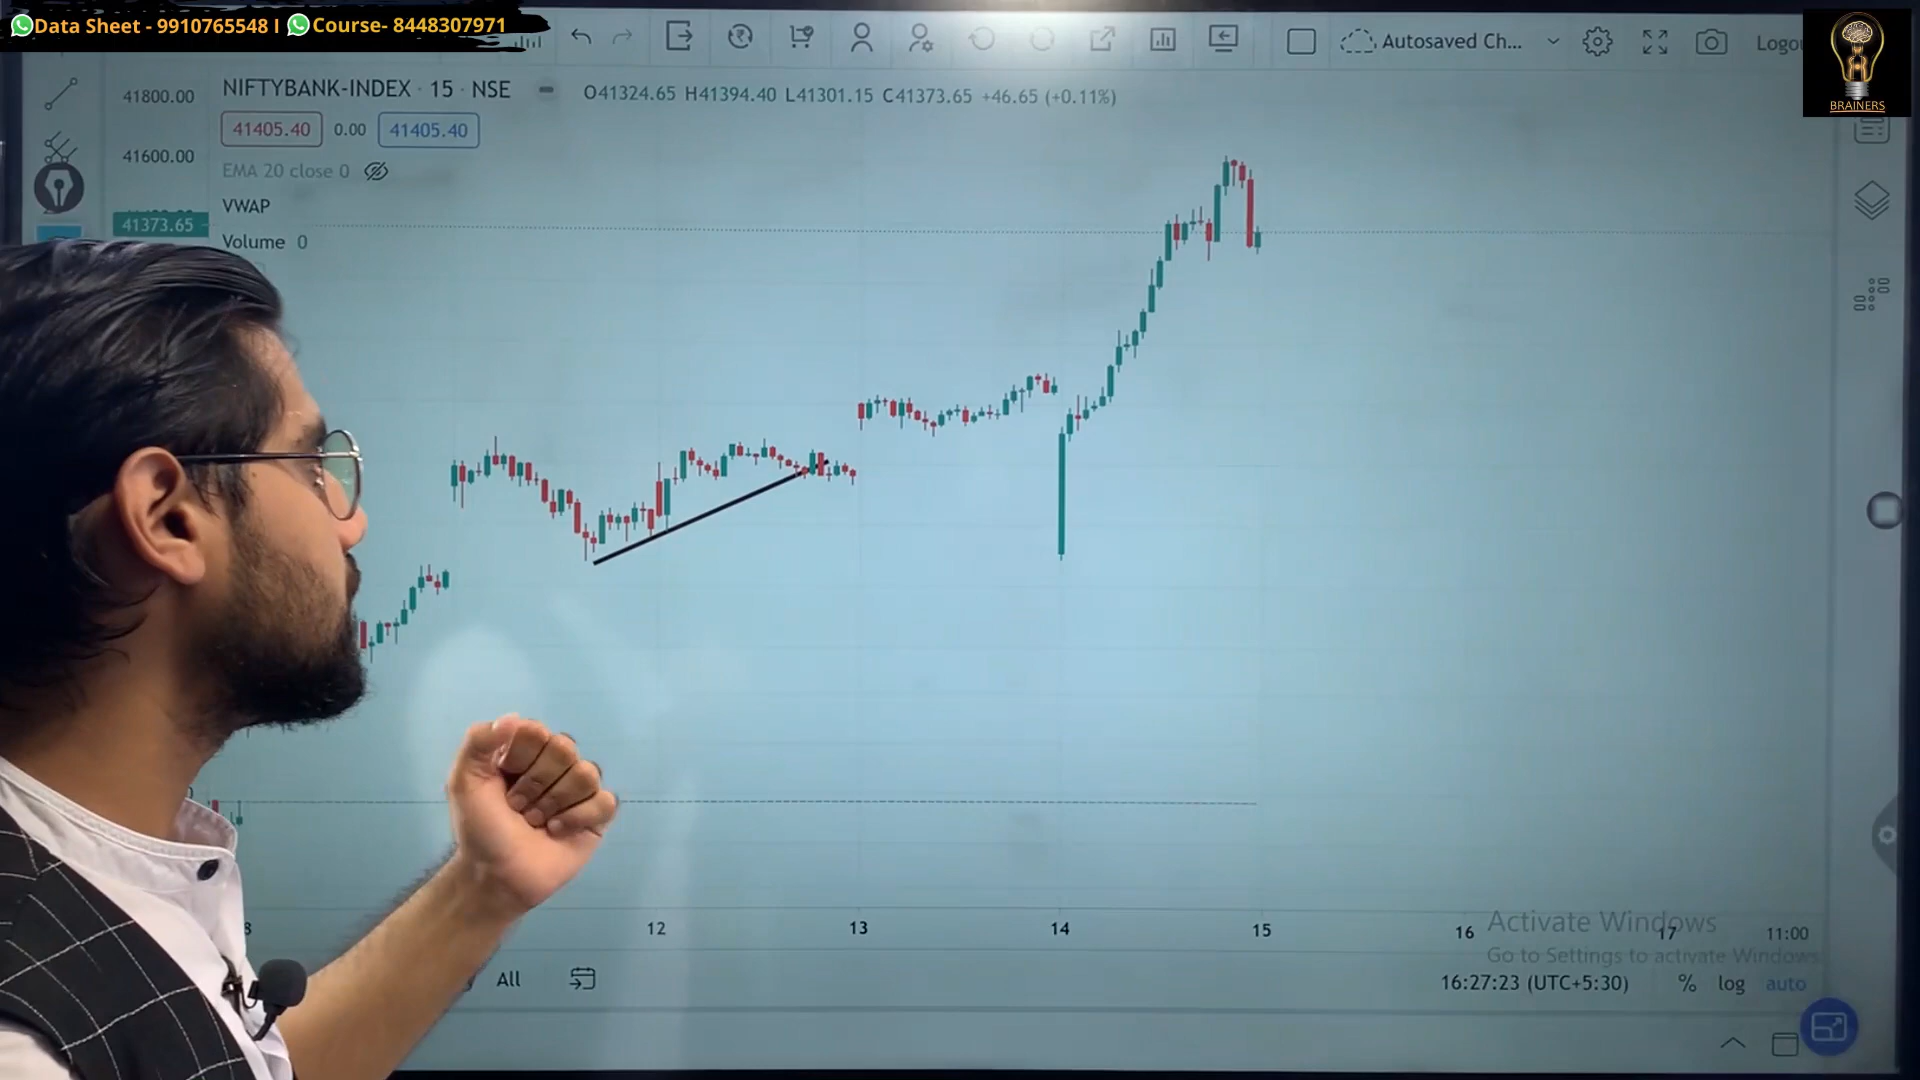 Data Sheet - 9910765548 I Course- 8448307971
Autosaved Ch...
BRAINERS
41800.00
NIFTYBANK-INDEX · 15 · NSE
O41324.65 H41394.40 L41301.15 C41373.65 +46.65 (+0.11%)
41405.40 0.00 41405.40
41600.00
EMA 20 close 0
VWAP
41373.65
Volume 0
12 13 14 15 16 17 11:00
Activate Windows
Go to Settings to activate Windows
All
16:27:23 (UTC+5:30) % log auto